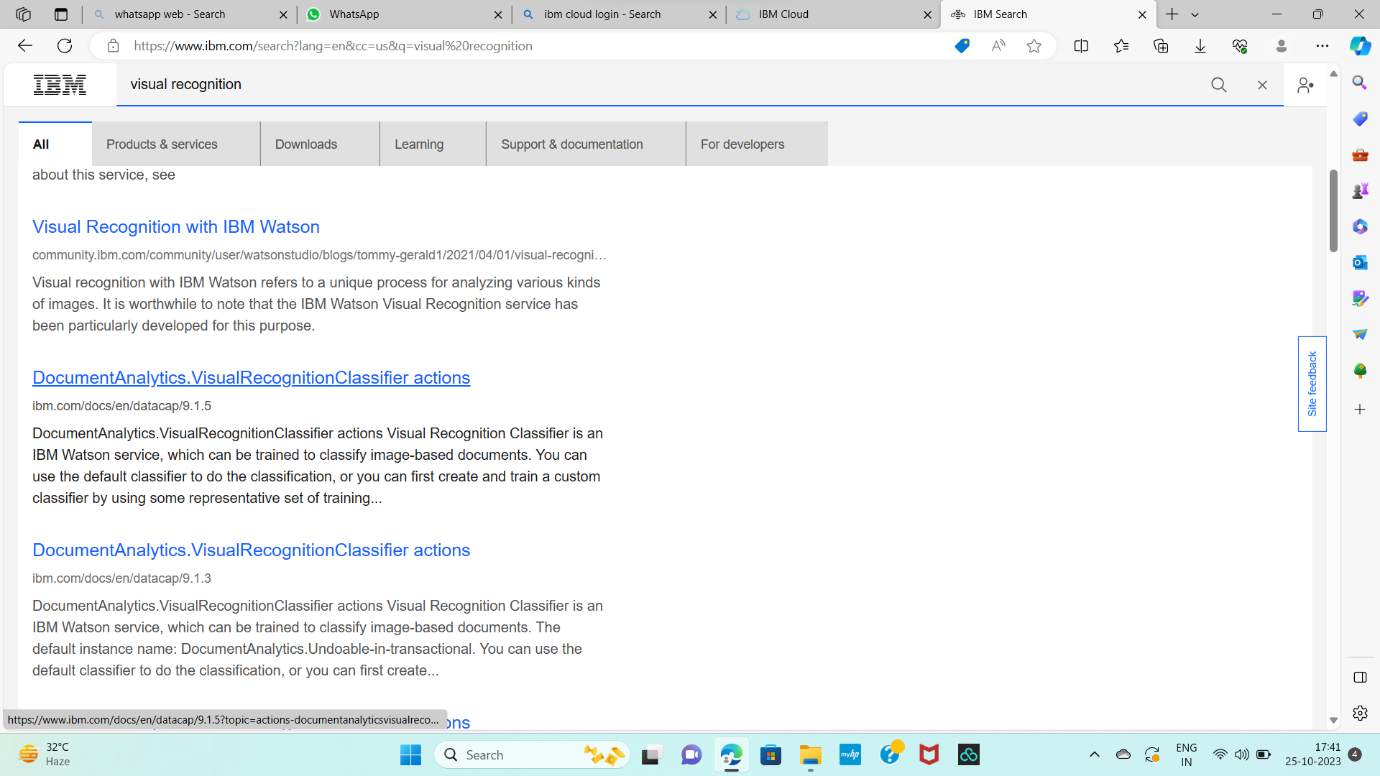 whatsapp web - Search
WhatsApp
ibm cloud login - Search
IBM Cloud
IBM Search
https://www.ibm.com/search?lang=en&cc=us&q=visual%20recognition
IBM
visual recognition
All
Products & services
Downloads
Learning
Support & documentation
For developers
about this service, see
Visual Recognition with IBM Watson
community.ibm.com/community/user/watsonstudio/blogs/tommy-gerald1/2021/04/01/visual-recogni...
Visual recognition with IBM Watson refers to a unique process for analyzing various kinds
of images. It is worthwhile to note that the IBM Watson Visual Recognition service has
been particularly developed for this purpose.
DocumentAnalytics.VisualRecognitionClassifier actions
ibm.com/docs/en/datacap/9.1.5
DocumentAnalytics.VisualRecognitionClassifier actions Visual Recognition Classifier is an
IBM Watson service, which can be trained to classify image-based documents. You can
use the default classifier to do the classification, or you can first create and train a custom
classifier by using some representative set of training...
DocumentAnalytics.VisualRecognitionClassifier actions
ibm.com/docs/en/datacap/9.1.3
DocumentAnalytics.VisualRecognitionClassifier actions Visual Recognition Classifier is an
IBM Watson service, which can be trained to classify image-based documents. The
default instance name: DocumentAnalytics.Undoable-in-transactional. You can use the
default classifier to do the classification, or you can first create...
Site feedback
https://www.ibm.com/docs/en/datacap/9.1.5?topic=actions-documentanalyticsvisualreco...
ons
32°C
Haze
Search
myhp
ENG
IN
17:41
25-10-2023
4